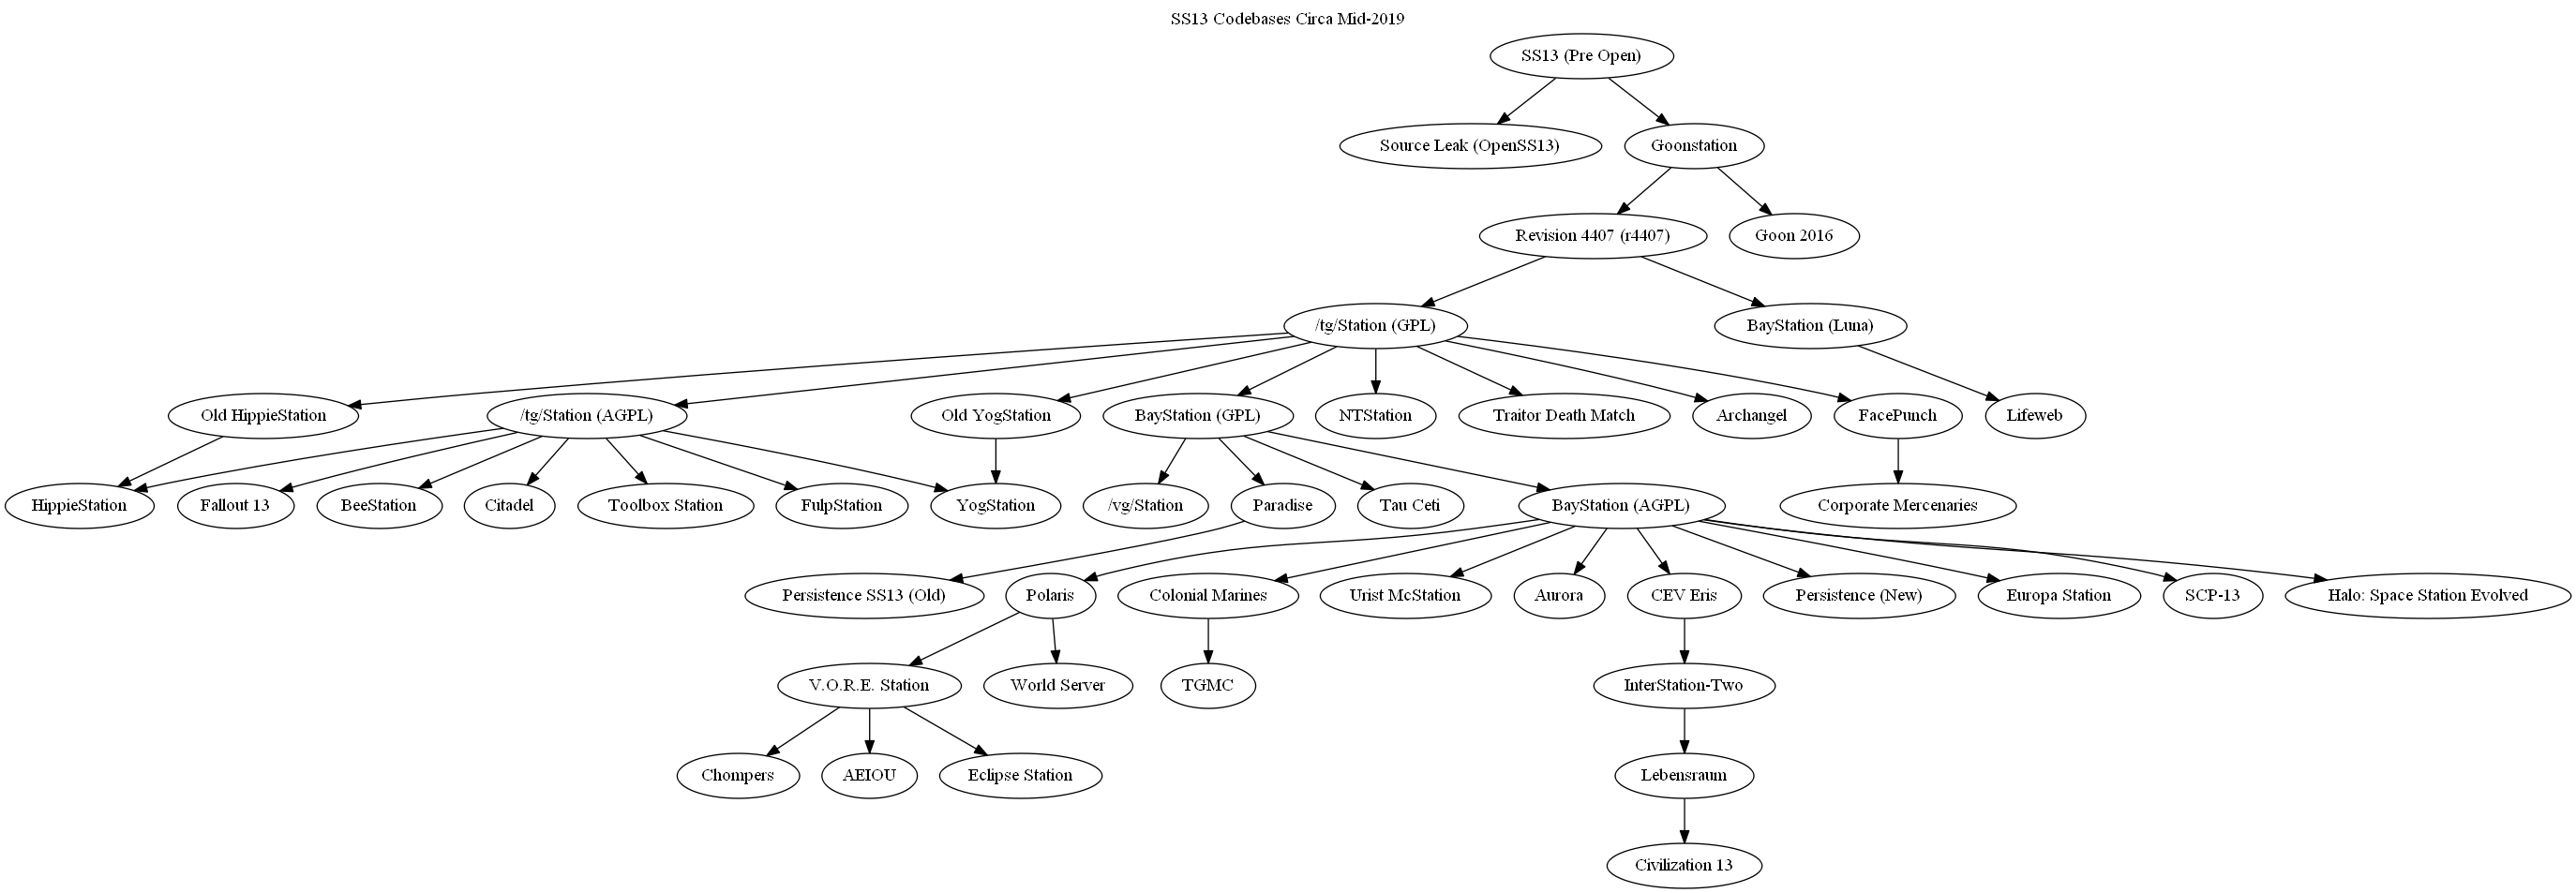 SS13 Codebases Circa Mid-2019
SS13 (Pre Open)
Source Leak (OpenSS13)
Goonstation
Revision 4407 (r4407)
Goon 2016
/tg/Station (GPL)
BayStation (Luna)
Old HippieStation
/tg/Station (AGPL)
Old YogStation
BayStation (GPL)
NTStation
Traitor Death Match
Archangel
FacePunch
Lifeweb
HippieStation
Fallout 13
BeeStation
Citadel
Toolbox Station
FulpStation
YogStation
/vg/Station
Paradise
Tau Ceti
BayStation (AGPL)
Corporate Mercenaries
Persistence SS13 (Old)
Polaris
Colonial Marines
Urist McStation
Aurora
CEV Eris
Persistence (New)
Europa Station
SCP-13
Halo: Space Station Evolved
V.O.R.E. Station
World Server
TGMC
InterStation-Two
Chompers
AEIOU
Eclipse Station
Lebensraum
Civilization 13